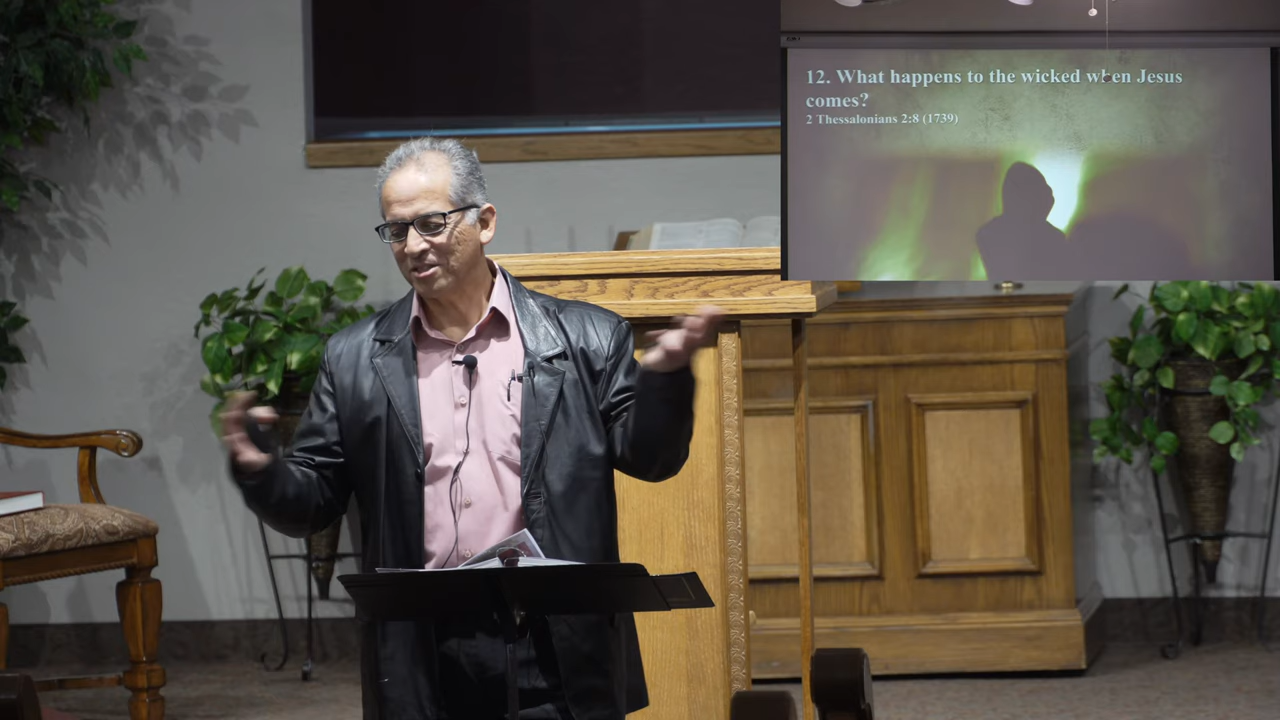 12. What happens to the wicked when Jesus
comes?
2 Thessalonians 2:8 (1739)